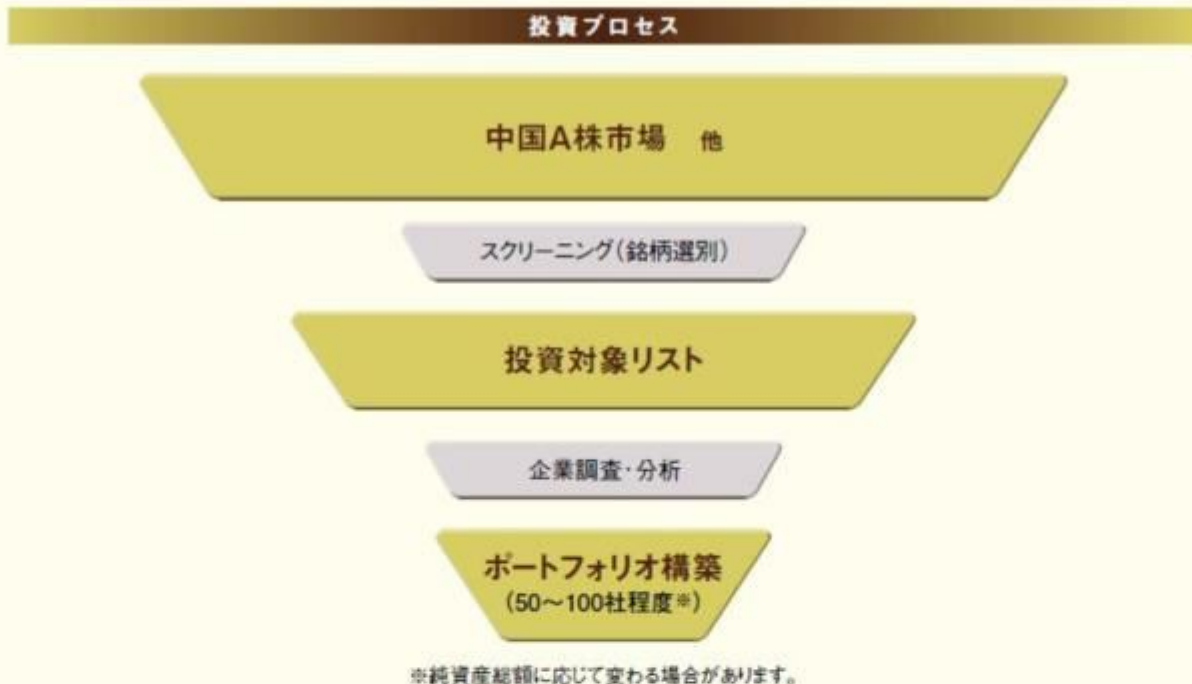 投資プロセス
中国A株市場 他
スクリーニング(銘柄選別)
投資対象リスト
企業調査・分析
ポートフォリオ構築
(50~100社程度※)
※純資産総額に応じて変わる場合があります。